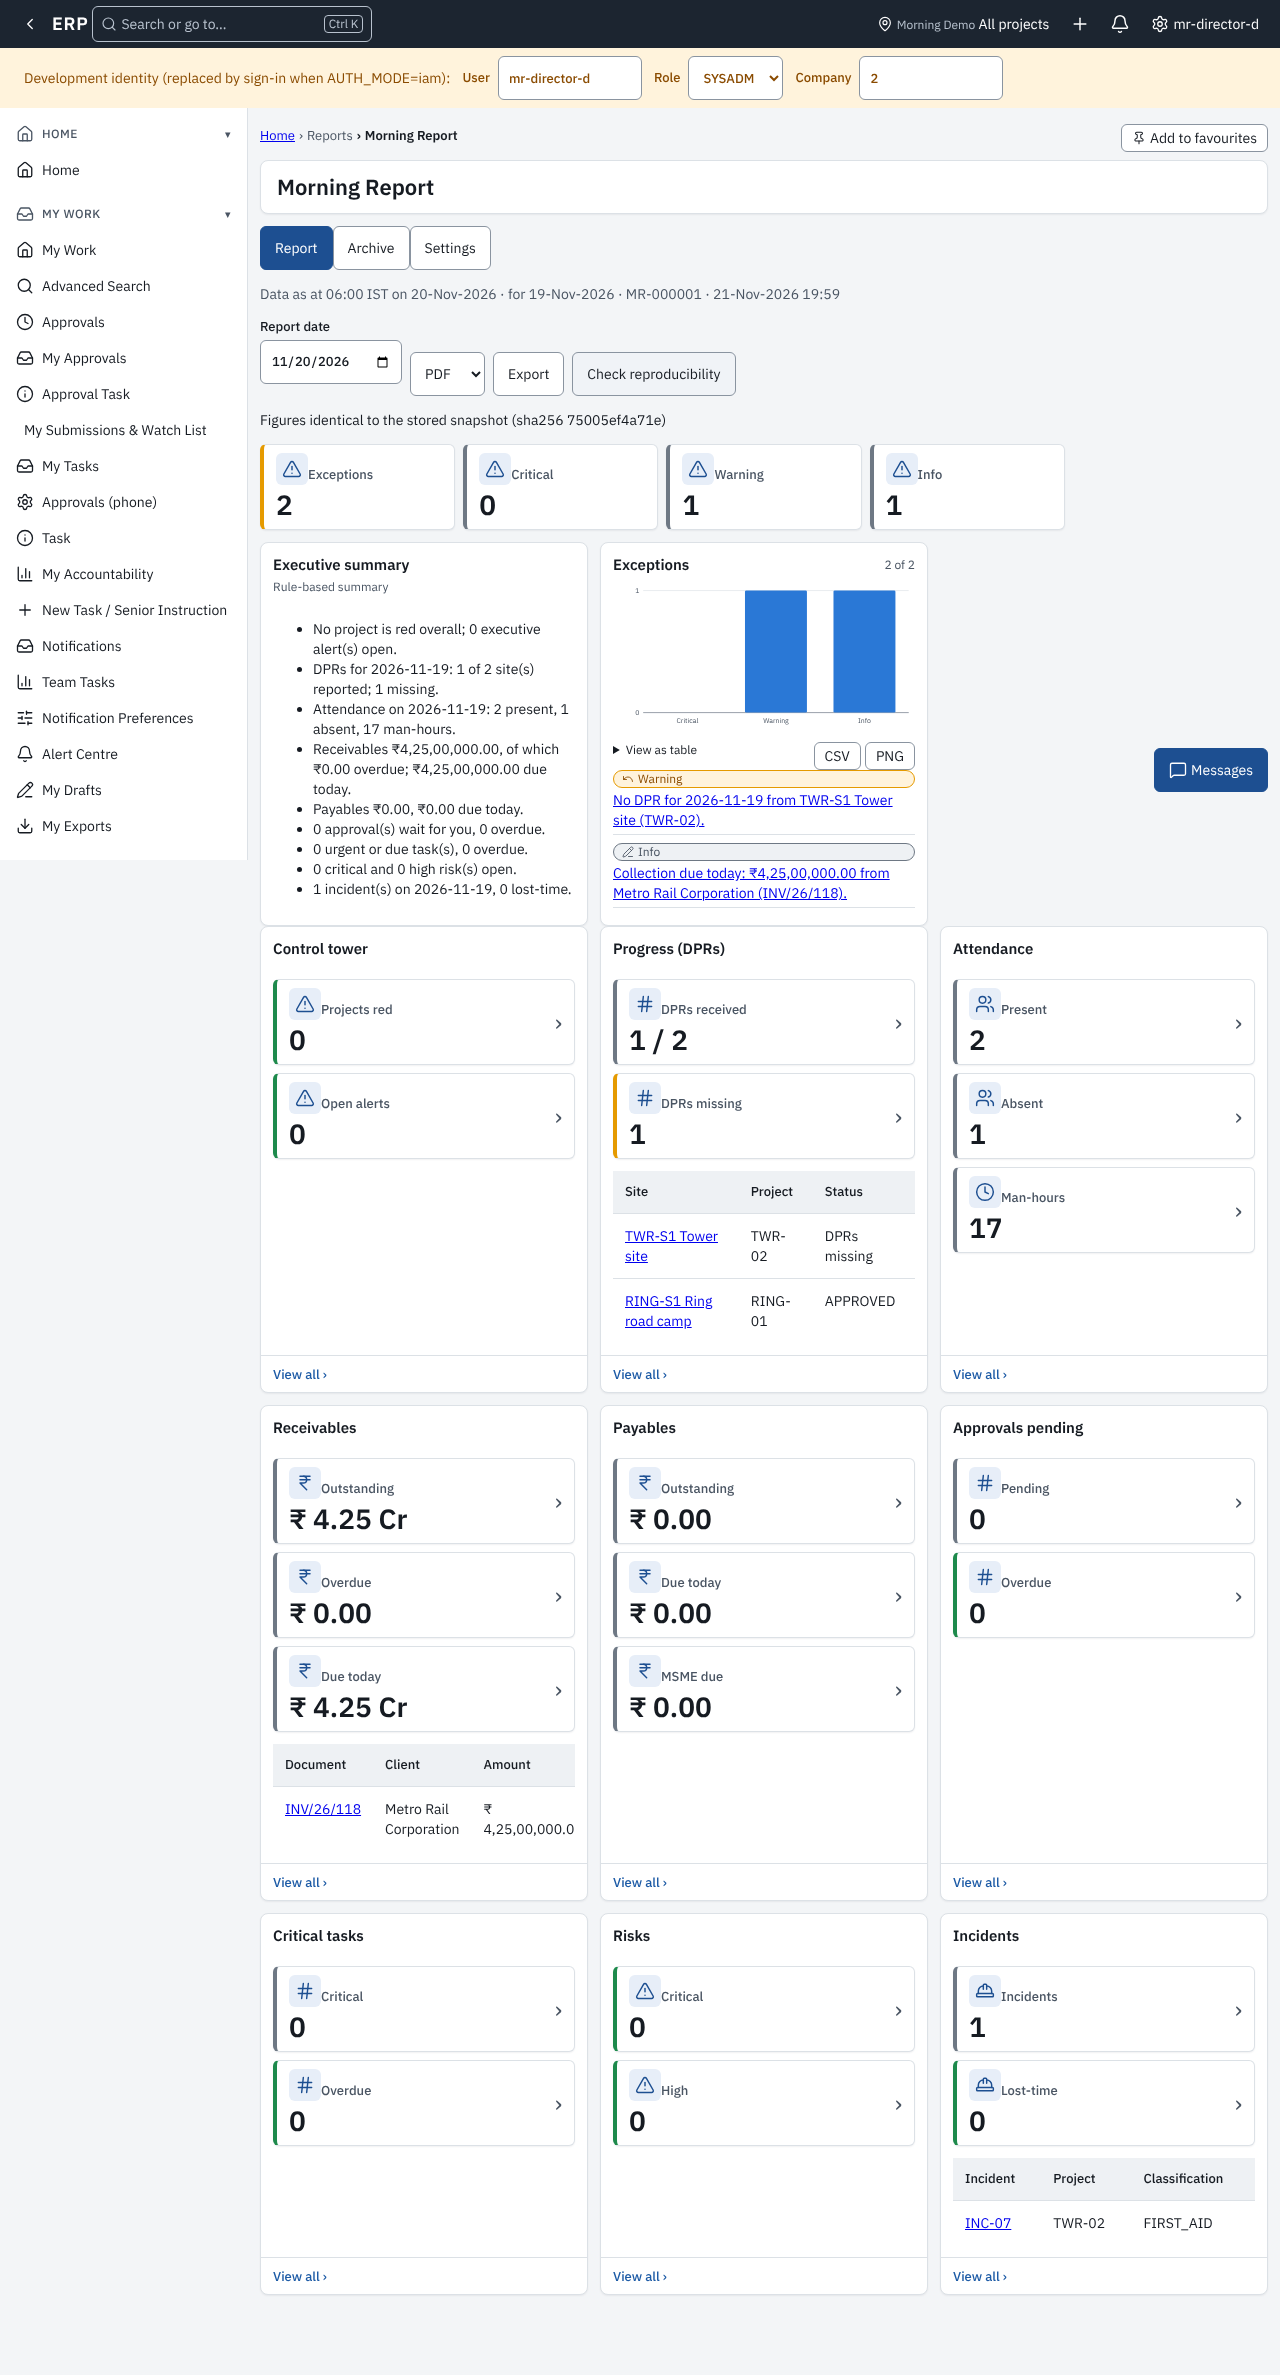 ERP
Search or go to...
Ctrl K
Morning Demo All projects
mr-director-d
Development identity (replaced by sign-in when AUTH_MODE=iam):
User
mr-director-d
Role
SYSADM
Company
2
HOME
Home
MY WORK
My Work
Advanced Search
Approvals
My Approvals
Approval Task
My Submissions & Watch List
My Tasks
Approvals (phone)
Task
My Accountability
New Task / Senior Instruction
Notifications
Team Tasks
Notification Preferences
Alert Centre
My Drafts
My Exports
Home › Reports › Morning Report
Add to favourites
Morning Report
Report
Archive
Settings
Data as at 06:00 IST on 20-Nov-2026 · for 19-Nov-2026 · MR-000001 · 21-Nov-2026 19:59
Report date
11/20/2026
PDF
Export
Check reproducibility
Figures identical to the stored snapshot (sha256 75005ef4a71e)
Exceptions
2
Critical
0
Warning
1
Info
1
Executive summary
Rule-based summary
• No project is red overall; 0 executive
alert(s) open.
• DPRs for 2026-11-19: 1 of 2 site(s)
reported; 1 missing.
• Attendance on 2026-11-19: 2 present, 1
absent, 17 man-hours.
• Receivables ₹4,25,00,000.00, of which
₹0.00 overdue; ₹4,25,00,000.00 due
today.
• Payables ₹0.00, ₹0.00 due today.
• 0 approval(s) wait for you, 0 overdue.
• 0 urgent or due task(s), 0 overdue.
• 0 critical and 0 high risk(s) open.
• 1 incident(s) on 2026-11-19, 0 lost-time.
Exceptions
2 of 2
1
0
Critical
Warning
Info
View as table
CSV
PNG
Warning
No DPR for 2026-11-19 from TWR-S1 Tower
site (TWR-02).
Info
Collection due today: ₹4,25,00,000.00 from
Metro Rail Corporation (INV/26/118).
Messages
Control tower
Projects red
0
Open alerts
0
View all ›
Progress (DPRs)
DPRs received
1 / 2
DPRs missing
1
Site Project Status
TWR-S1 Tower TWR- DPRs
site 02 missing
RING-S1 Ring RING- APPROVED
road camp 01
View all ›
Attendance
Present
2
Absent
1
Man-hours
17
View all ›
Receivables
Outstanding
₹ 4.25 Cr
Overdue
₹ 0.00
Due today
₹ 4.25 Cr
Document Client Amount
INV/26/118 Metro Rail ₹
Corporation 4,25,00,000.0
View all ›
Payables
Outstanding
₹ 0.00
Due today
₹ 0.00
MSME due
₹ 0.00
View all ›
Approvals pending
Pending
0
Overdue
0
View all ›
Critical tasks
Critical
0
Overdue
0
View all ›
Risks
Critical
0
High
0
View all ›
Incidents
Incidents
1
Lost-time
0
Incident Project Classification
INC-07 TWR-02 FIRST_AID
View all ›